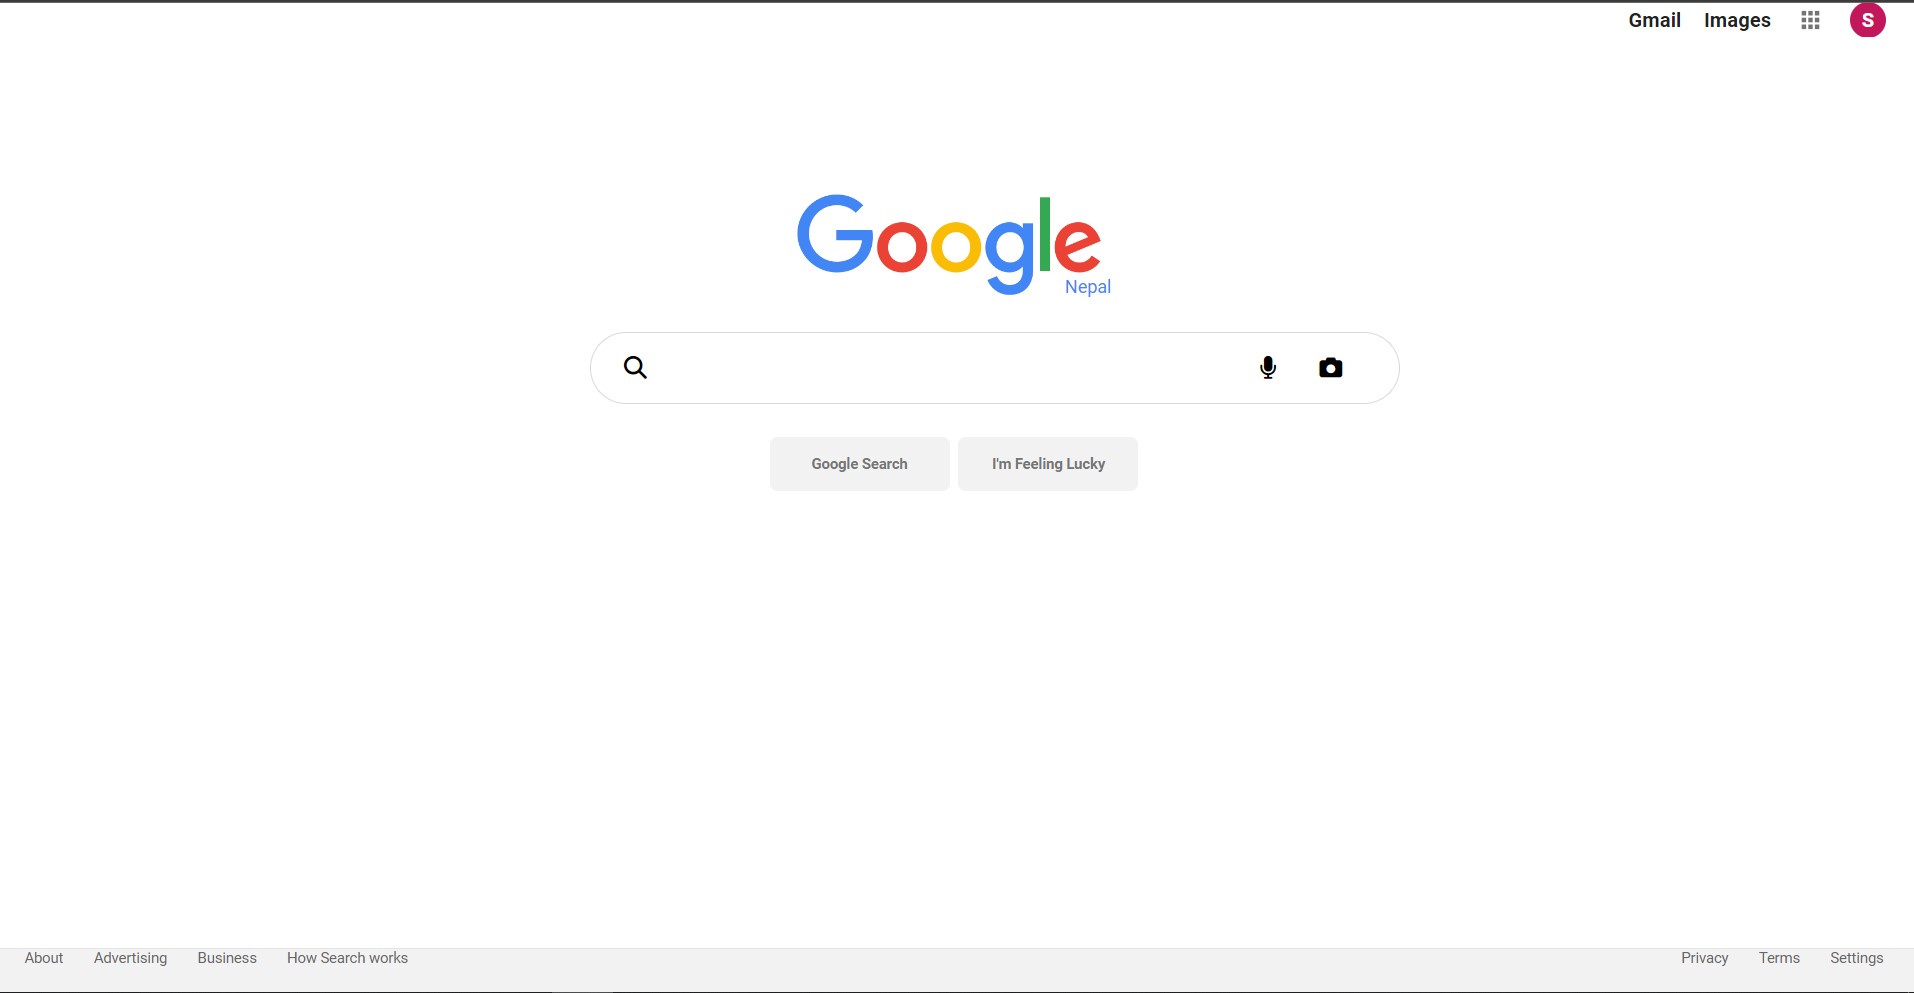 Gmail Images S
Google
Nepal
Google Search I'm Feeling Lucky
About Advertising Business How Search works Privacy Terms Settings